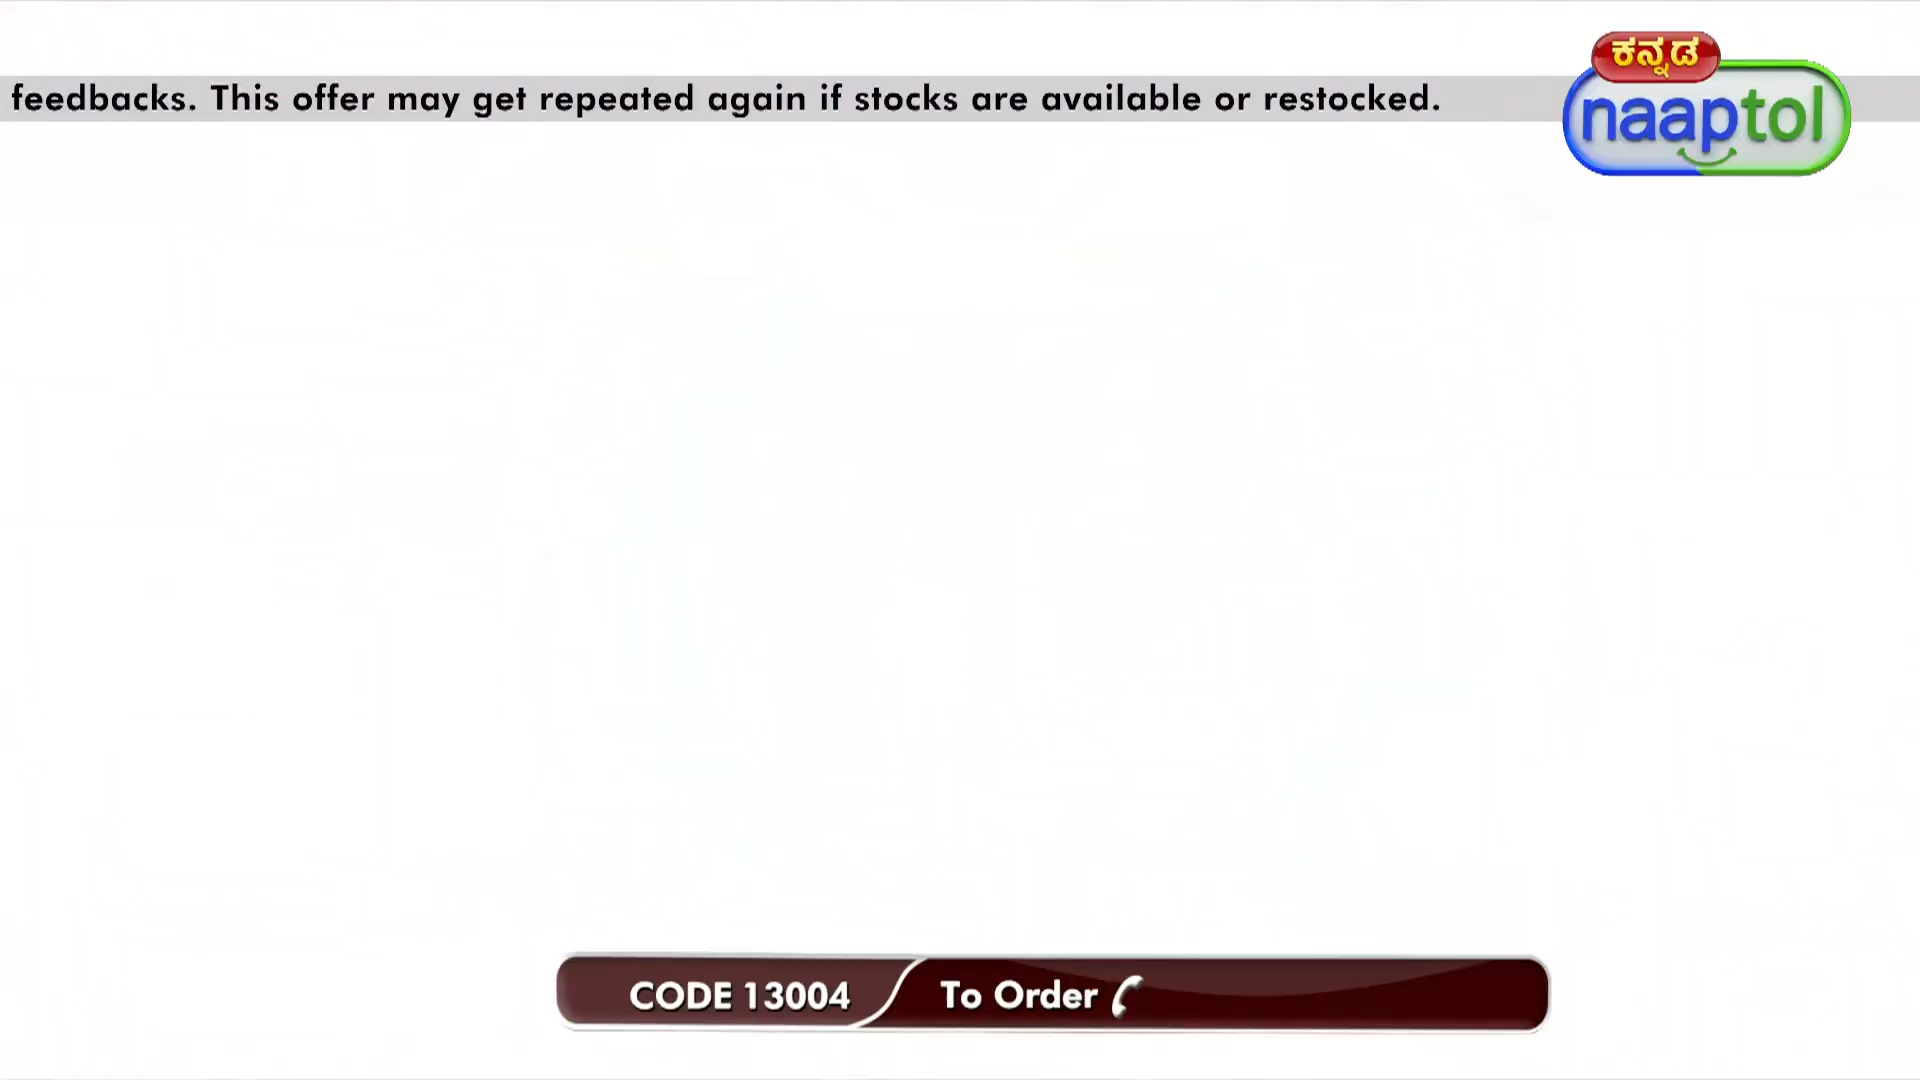 ಕನ್ನಡ
feedbacks. This offer may get repeated again if stocks are available or restocked.
naaptol
CODE 13004 To Order